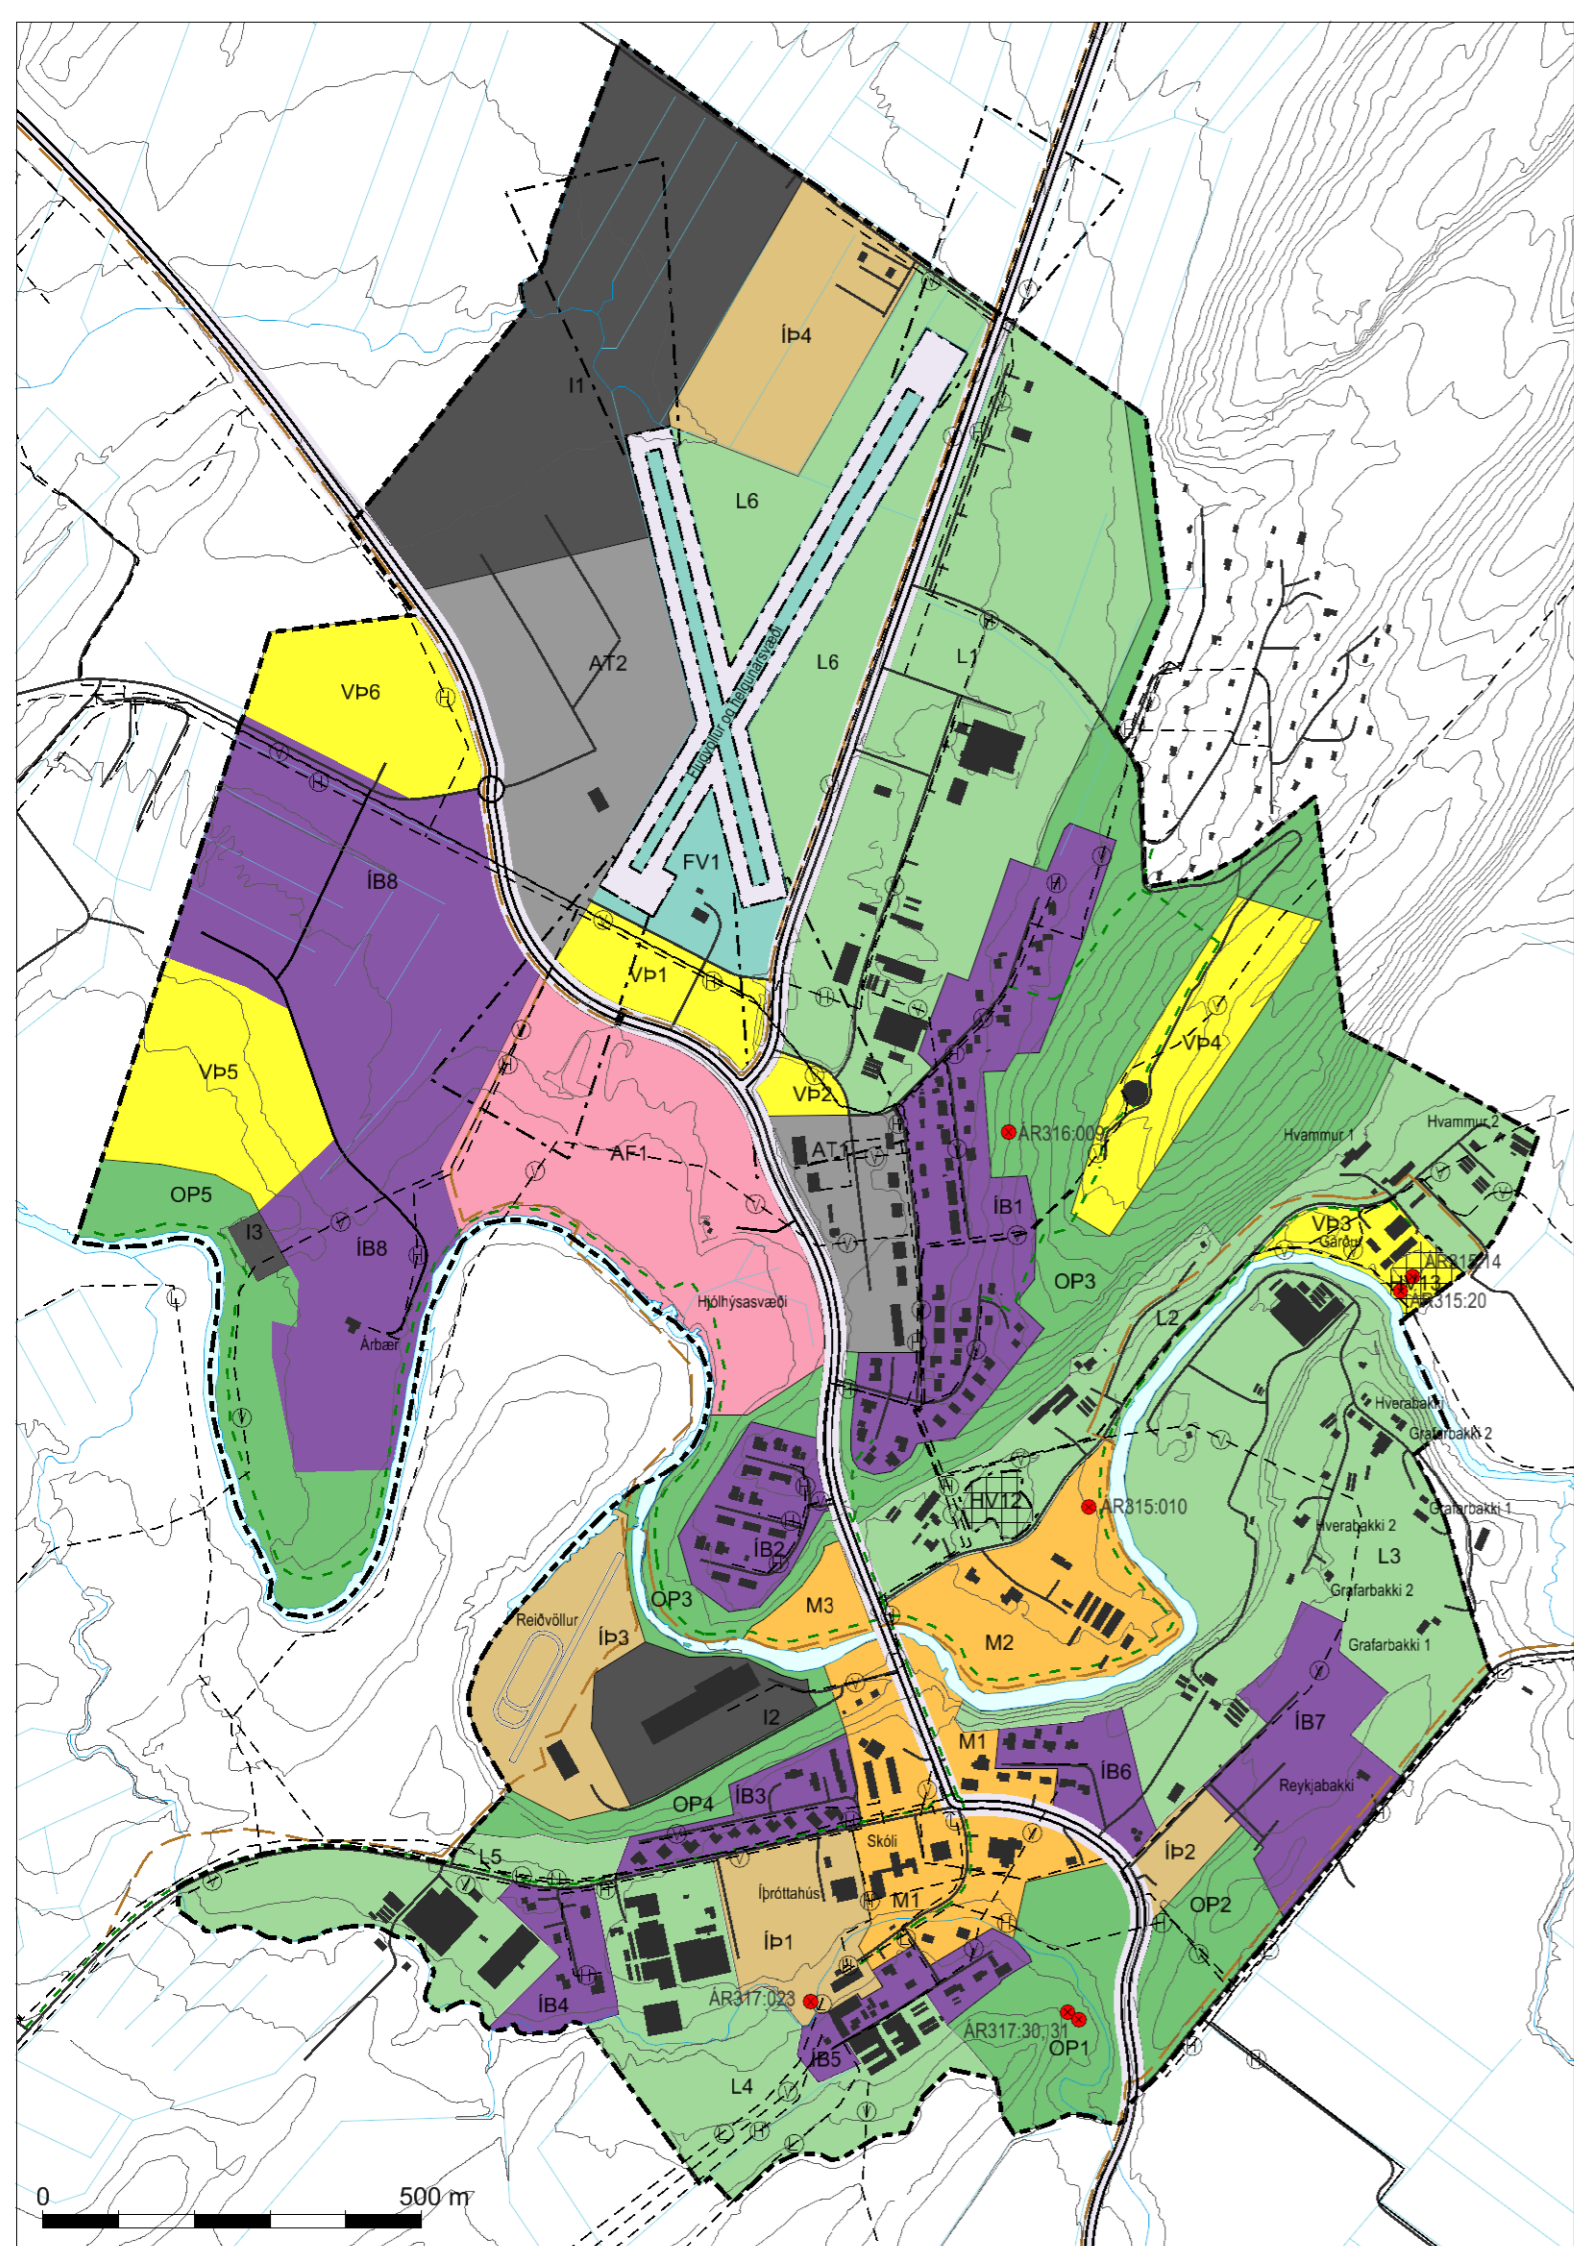 ÍÞ4
I1
L6
L6
L1
AT2
VÞ6
Flugvöllur og helgunarsvæði
FV1
ÍB8
VÞ1
VÞ4
VÞ5
VÞ2
ÁR316:009
Hvammur 1
Hvammur 2
AF1
AT1
OP5
ÍB1
I3
ÍB8
VÞ3
Garður
OP3
ÁR315:14
HV13
ÁR315:20
Hjólhýsasvæði
L2
Árbær
Hverabakki
Grafarbakki 2
HV12
ÁR315:010
Grafarbakki 1
Hverabakki 2
ÍB2
L3
Grafarbakki 2
OP3
M3
Reiðvöllur
ÍÞ3
M2
Grafarbakki 1
I2
ÍB7
M1
ÍB6
Reykjabakki
ÍB3
OP4
Skóli
ÍÞ2
L5
Íþróttahús
M1
OP2
ÍÞ1
ÁR317:023
ÍB4
ÁR317:30, 31
OP1
ÍB5
L4
0
500 m